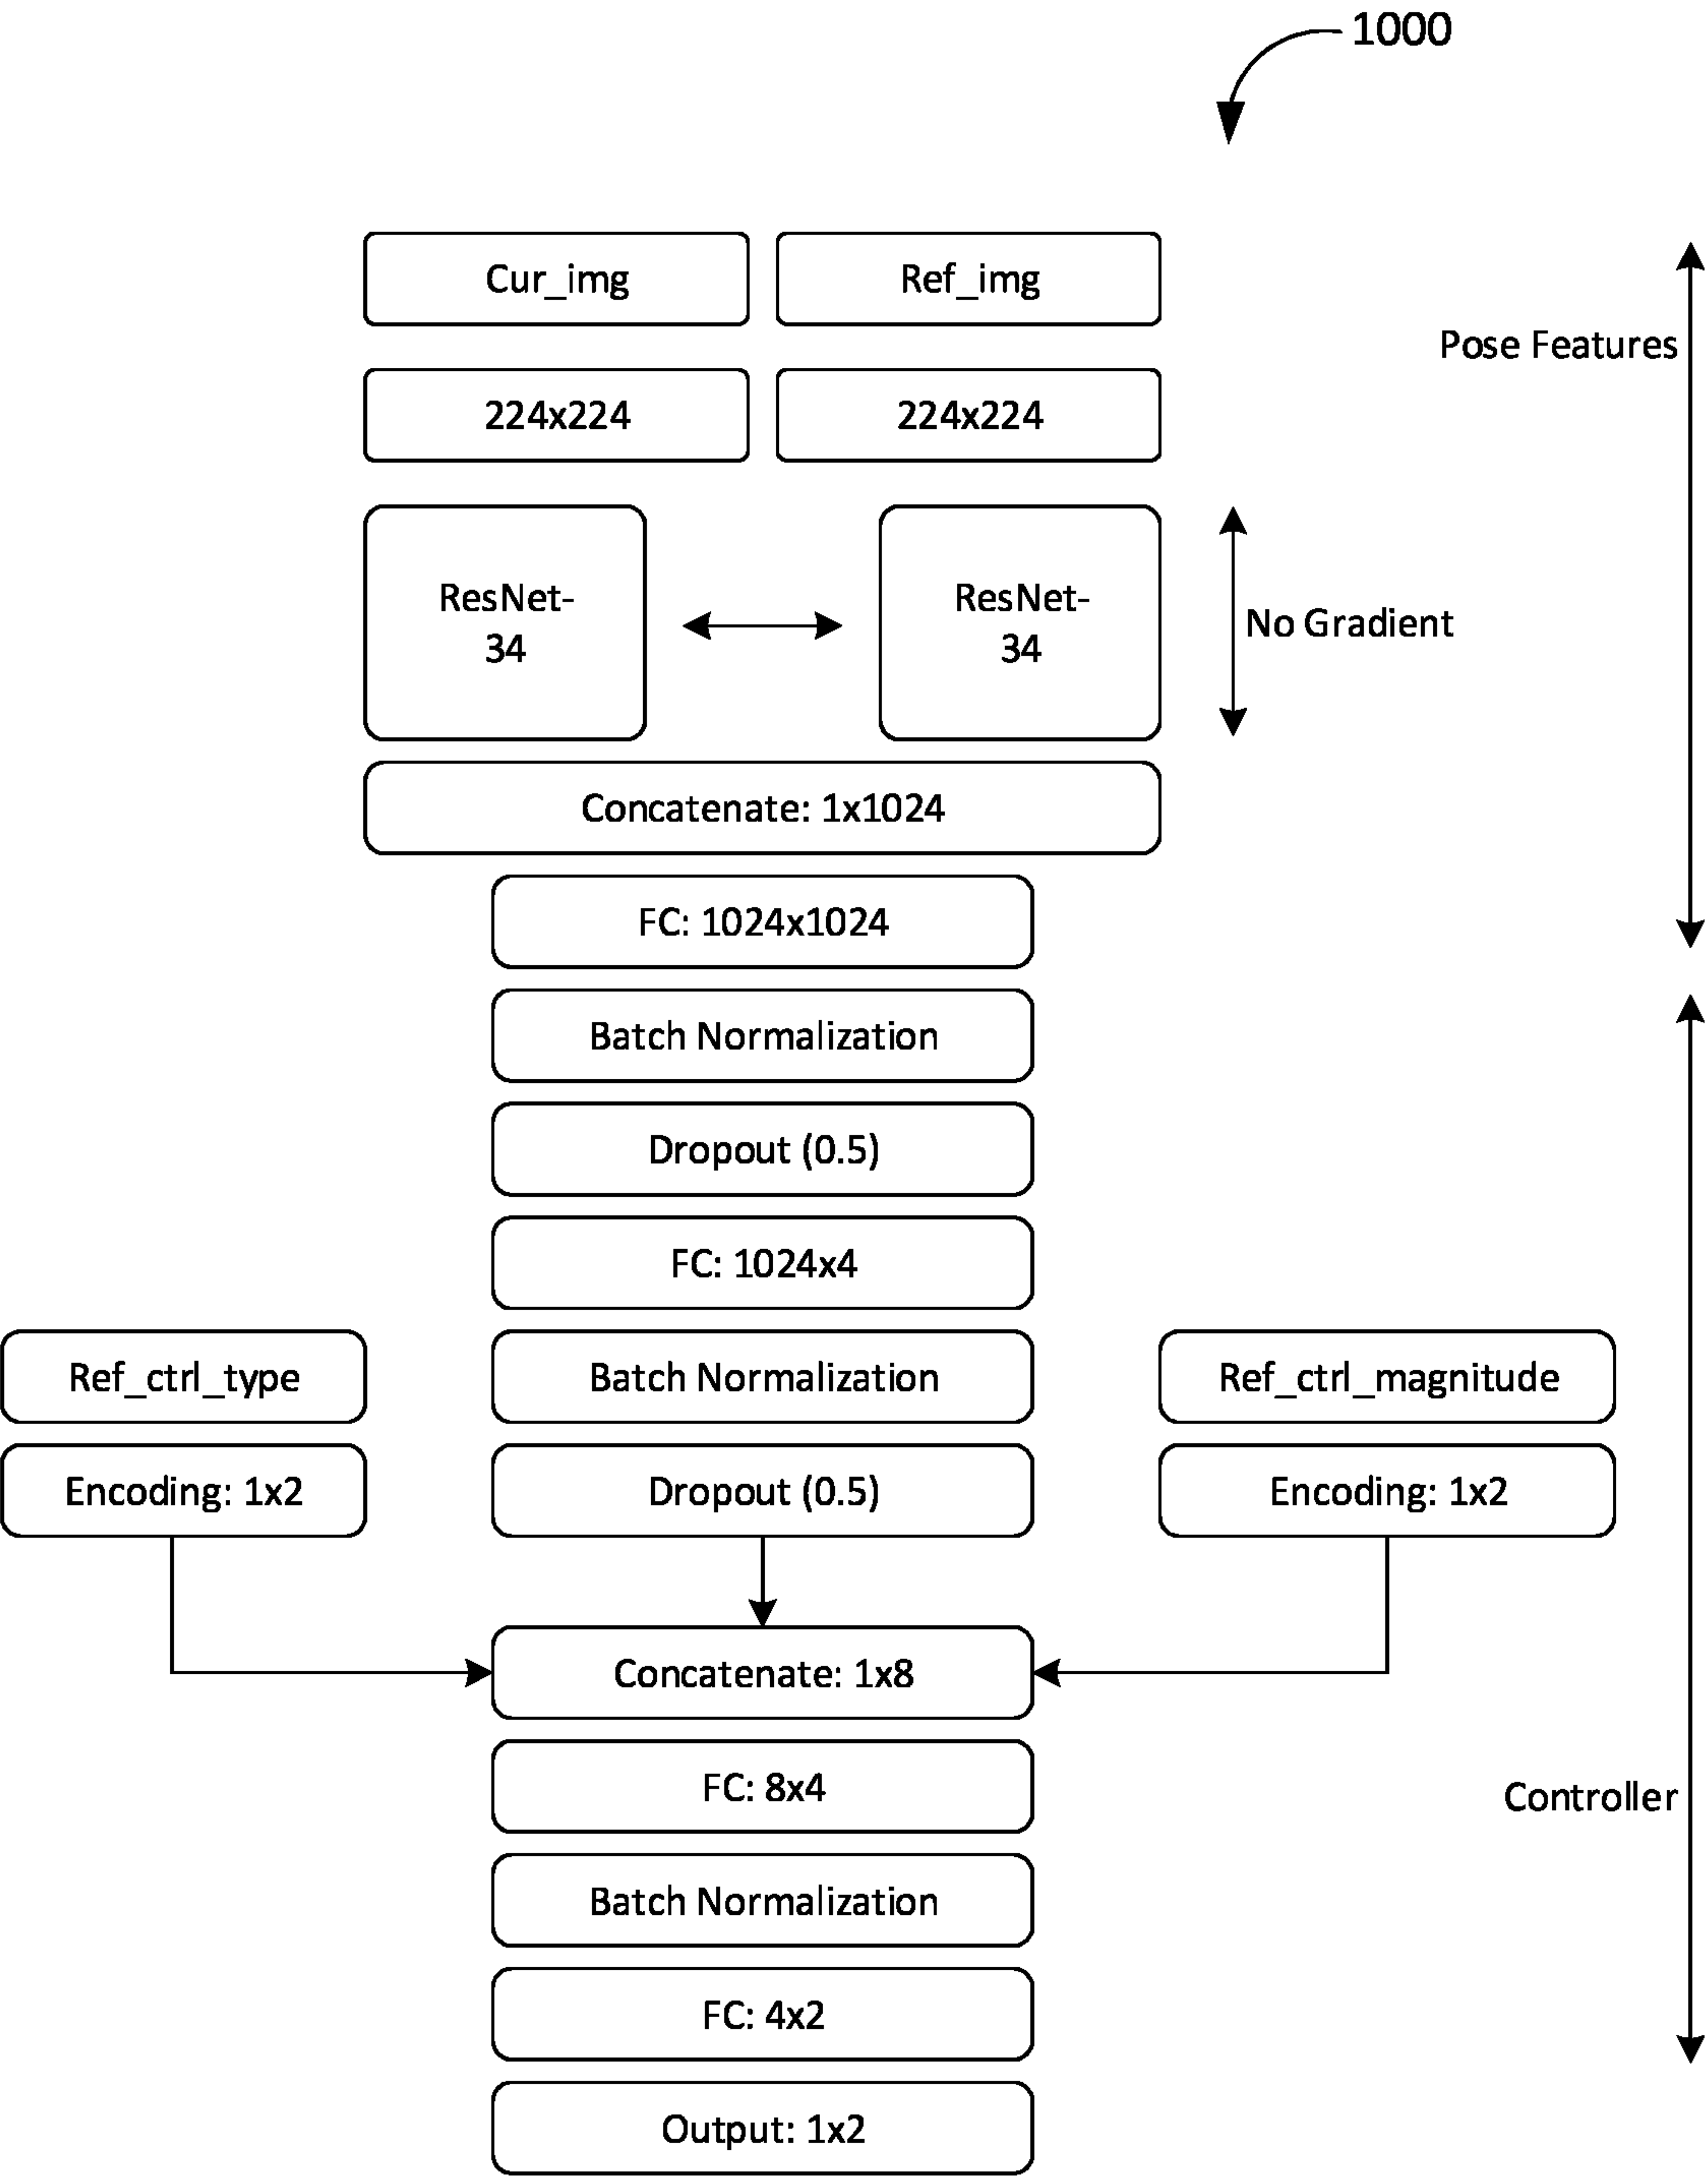 1000
Cur_img
Ref_img
Pose Features
224x224
224x224
ResNet-
34
ResNet-
34
No Gradient
Concatenate: 1x1024
FC: 1024x1024
Batch Normalization
Dropout (0.5)
FC: 1024x4
Ref_ctrl_type
Batch Normalization
Ref_ctrl_magnitude
Encoding: 1x2
Dropout (0.5)
Encoding: 1x2
Concatenate: 1x8
FC: 8x4
Controller
Batch Normalization
FC: 4x2
Output: 1x2